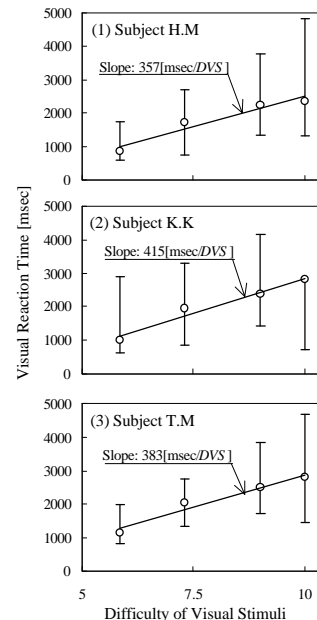 (1) Subject H.M
Slope: 357[msec/DVS]
5000
4000
3000
2000
1000
0
(2) Subject K.K
Slope: 415[msec/DVS]
5000
4000
3000
2000
1000
0
(3) Subject T.M
Slope: 383[msec/DVS]
5000
4000
3000
2000
1000
0
5 7.5 10
Visual Reaction Time [msec]
Difficulty of Visual Stimuli